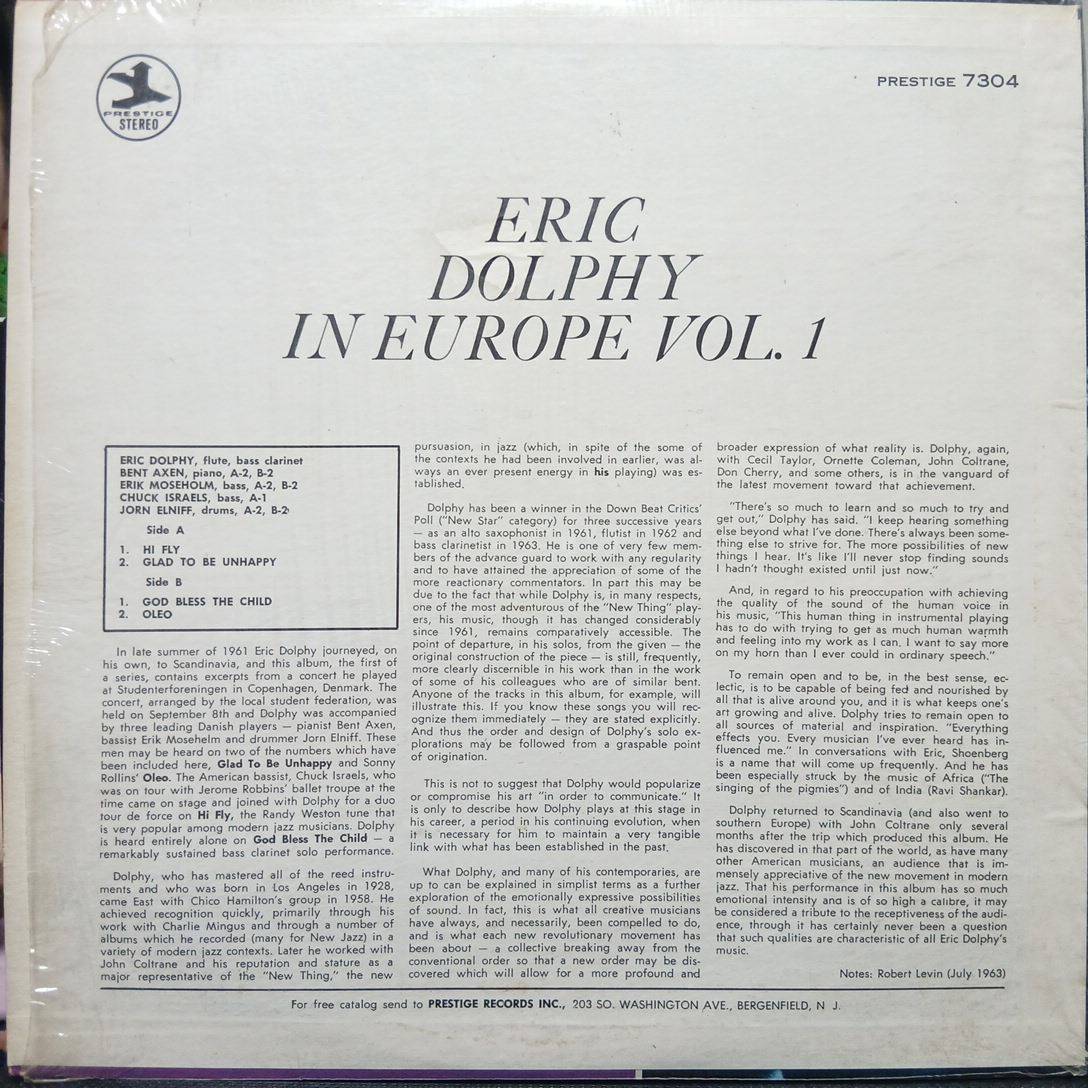 PRESTIGE
STEREO
PRESTIGE 7304
ERIC
DOLPHY
IN EUROPE VOL. 1
ERIC DOLPHY, flute, bass clarinet
BENT AXEN, piano, A-2, B-2
ERIK MOSEHOLM, bass, A-2, B-2
CHUCK ISRAELS, bass, A-1
JORN ELNIFF, drums, A-2, B-2
Side A
1. HI FLY
2. GLAD TO BE UNHAPPY
Side B
1. GOD BLESS THE CHILD
2. OLEO
In late summer of 1961 Eric Dolphy journeyed, on
his own, to Scandinavia, and this album, the first of
a series, contains excerpts from a concert he played
at Studenterforeningen in Copenhagen, Denmark. The
concert, arranged by the local student federation, was
held on September 8th and Dolphy was accompanied
by three leading Danish players — pianist Bent Axen,
bassist Erik Mosehelm and drummer Jorn Elniff. These
men may be heard on two of the numbers which have
been included here, Glad To Be Unhappy and Sonny
Rollins' Oleo. The American bassist, Chuck Israels, who
was on tour with Jerome Robbins' ballet troupe at the
time came on stage and joined with Dolphy for a duo
tour de force on Hi Fly, the Randy Weston tune that
is very popular among modern jazz musicians. Dolphy
is heard entirely alone on God Bless The Child — a
remarkably sustained bass clarinet solo performance.
Dolphy, who has mastered all of the reed instru-
ments and who was born in Los Angeles in 1928,
came East with Chico Hamilton's group in 1958. He
achieved recognition quickly, primarily through his
work with Charlie Mingus and through a number of
albums which he recorded (many for New Jazz) in a
variety of modern jazz contexts. Later he worked with
John Coltrane and his reputation and stature as a
major representative of the "New Thing," the new
pursuasion, in jazz (which, in spite of the some of
the contexts he had been involved in earlier, was al-
ways an ever present energy in his playing) was es-
tablished.
Dolphy has been a winner in the Down Beat Critics'
Poll ("New Star" category) for three successive years
— as an alto saxophonist in 1961, flutist in 1962 and
bass clarinetist in 1963. He is one of very few mem-
bers of the advance guard to work with any regularity
and to have attained the appreciation of some of the
more reactionary commentators. In part this may be
due to the fact that while Dolphy is, in many respects,
one of the most adventurous of the "New Thing" play-
ers, his music, though it has changed considerably
since 1961, remains comparatively accessible. The
point of departure, in his solos, from the given — the
original construction of the piece — is still, frequently,
more clearly discernible in his work than in the work
of some of his colleagues who are of similar bent.
Anyone of the tracks in this album, for example, will
illustrate this. If you know these songs you will rec-
ognize them immediately — they are stated explicitly.
And thus the order and design of Dolphy's solo ex-
plorations may be followed from a graspable point
of origination.
This is not to suggest that Dolphy would popularize
or compromise his art "in order to communicate." It
is only to describe how Dolphy plays at this stage in
his career, a period in his continuing evolution, when
it is necessary for him to maintain a very tangible
link with what has been established in the past.
What Dolphy, and many of his contemporaries, are
up to can be explained in simplist terms as a further
exploration of the emotionally expressive possibilities
of sound. In fact, this is what all creative musicians
have always, and necessarily, been compelled to do,
and is what each new revolutionary movement has
been about — a collective breaking away from the
conventional order so that a new order may be dis-
covered which will allow for a more profound and
broader expression of what reality is. Dolphy, again,
with Cecil Taylor, Ornette Coleman, John Coltrane,
Don Cherry, and some others, is in the vanguard of
the latest movement toward that achievement.
"There's so much to learn and so much to try and
get out," Dolphy has said. "I keep hearing something
else beyond what I've done. There's always been some-
thing else to strive for. The more possibilities of new
things I hear. It's like I'll never stop finding sounds
I hadn't thought existed until just now."
And, in regard to his preoccupation with achieving
the quality of the sound of the human voice in
his music, "This human thing in instrumental playing
has to do with trying to get as much human warmth
and feeling into my work as I can. I want to say more
on my horn than I ever could in ordinary speech."
To remain open and to be, in the best sense, ec-
lectic, is to be capable of being fed and nourished by
all that is alive around you, and it is what keeps one's
art growing and alive. Dolphy tries to remain open to
all sources of material and inspiration. "Everything
effects you. Every musician I've ever heard has in-
fluenced me." In conversations with Eric, Shoenberg
is a name that will come up frequently. And he has
been especially struck by the music of Africa ("The
singing of the pigmies") and of India (Ravi Shankar).
Dolphy returned to Scandinavia (and also went to
southern Europe) with John Coltrane only several
months after the trip which produced this album. He
has discovered in that part of the world, as have many
other American musicians, an audience that is im-
mensely appreciative of the new movement in modern
jazz. That his performance in this album has so much
emotional intensity and is of so high a calibre, it may
be considered a tribute to the receptiveness of the audi-
ence, through it has certainly never been a question
that such qualities are characteristic of all Eric Dolphy's
music.
Notes: Robert Levin (July 1963)
For free catalog send to PRESTIGE RECORDS INC., 203 SO. WASHINGTON AVE., BERGENFIELD, N J.